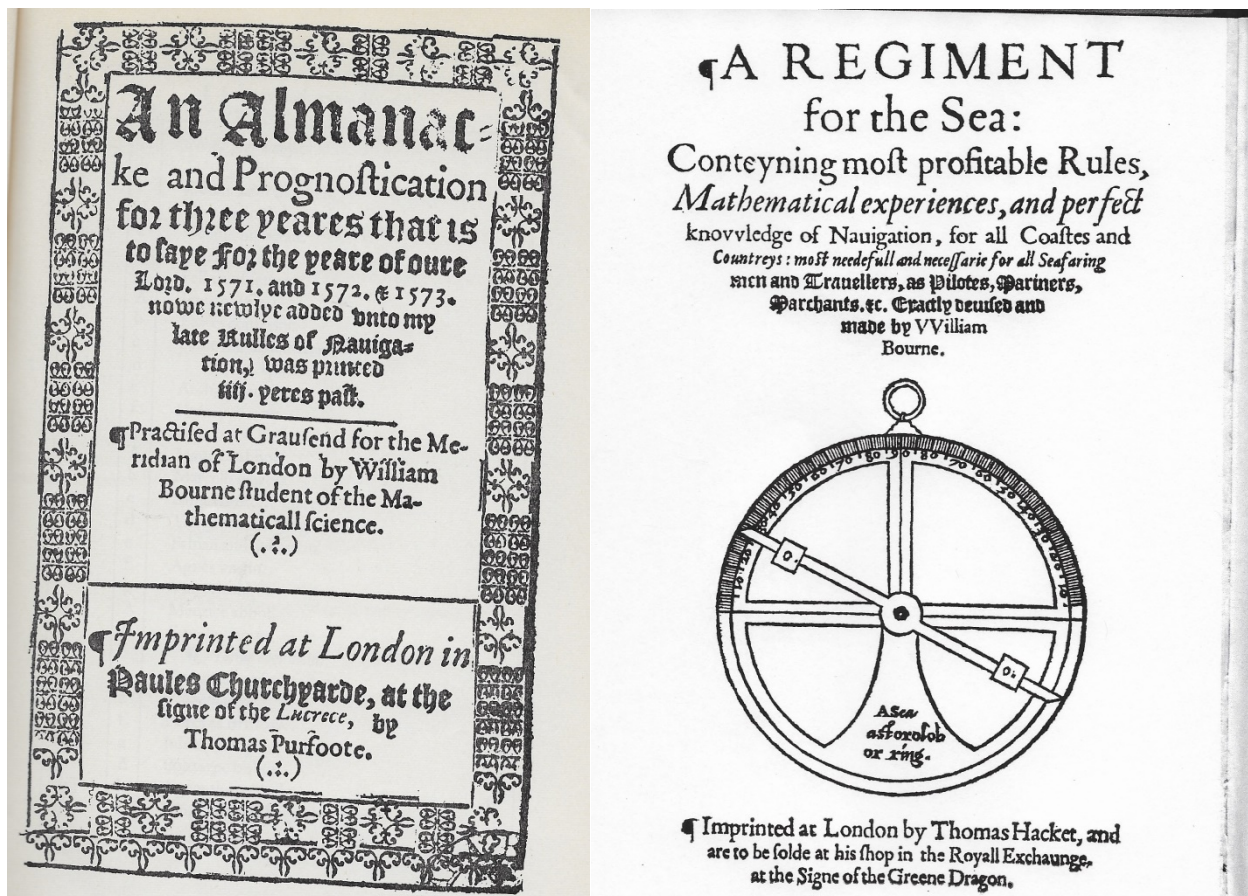 An Almanac-
ke and Prognoſtication
for three yeares that is
to ſaye For the yeare of oure
Lord. 1571. and 1572. & 1573.
nowe newlye added vnto my
late Rulles of Nauiga-
tion, was printed
iiij. yeres paſt.
¶Practiſed at Grauſend for the Me-
ridian of London by William
Bourne ſtudent of the Ma-
thematicall ſcience.
(.·.)
¶Imprinted at London in
Paules Churchyarde, at the
ſigne of the Lucrece, by
Thomas Purfoote.
(.·.)
¶A REGIMENT
for the Sea:
Conteyning moſt profitable Rules,
Mathematical experiences, and perfect
knovvledge of Nauigation, for all Coaſtes and
Countreys: moſt needefull and neceſſarie for all Seafaring
men and Trauellers, as Pilotes, Mariners,
Marchants. &c. Exactly deuiſed and
made by VVilliam
Bourne.
80 90 80
70 70
A Sea
aſtorolob
or ring.
¶ Imprinted at London by Thomas Hacket, and
are to be ſolde at his ſhop in the Royall Exchaunge,
at the Signe of the Greene Dragon.